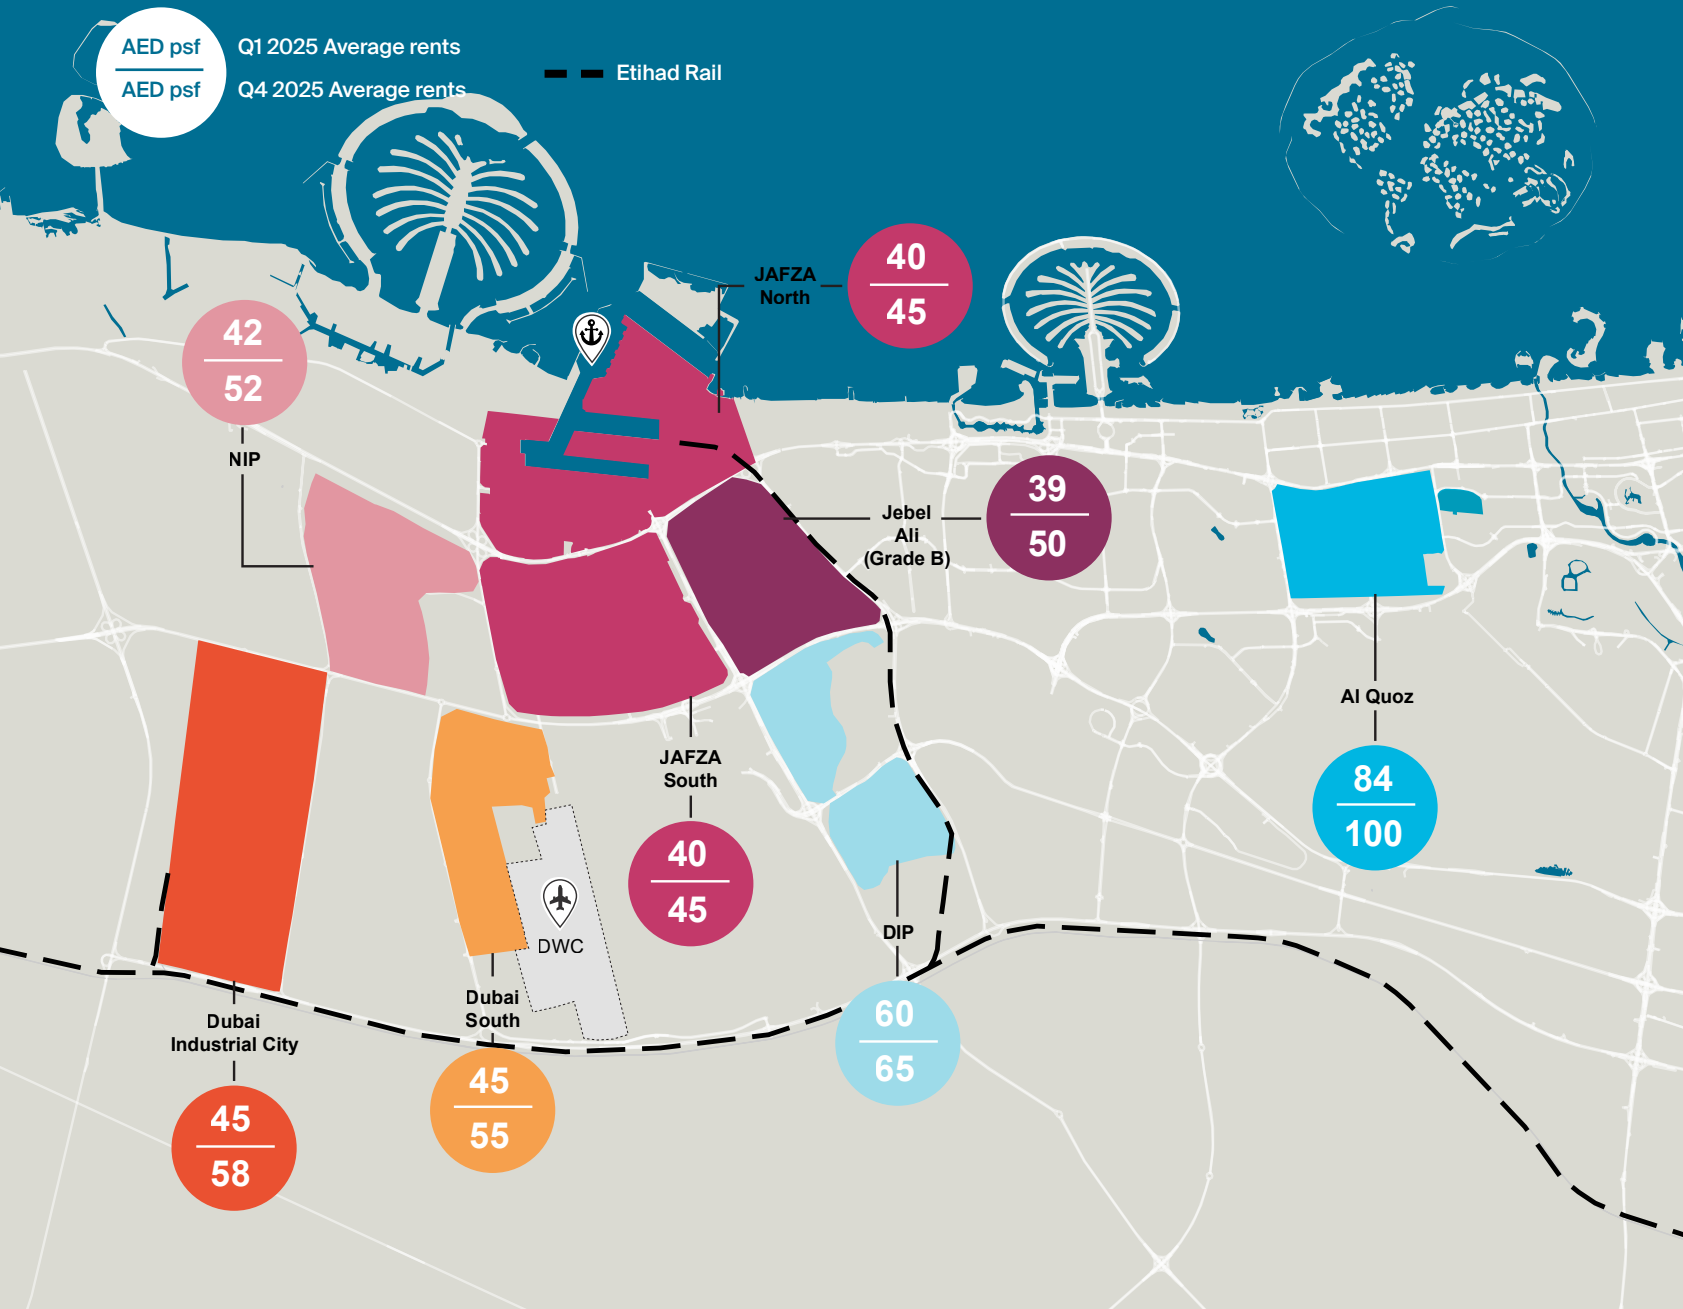 AED psf
Q1 2025 Average rents
AED psf
Q4 2025 Average rents
Etihad Rail
JAFZA
North
40
45
42
52
NIP
Jebel
Ali
(Grade B)
39
50
Al Quoz
84
100
JAFZA
South
40
45
DWC
DIP
60
65
Dubai
South
45
55
Dubai
Industrial City
45
58